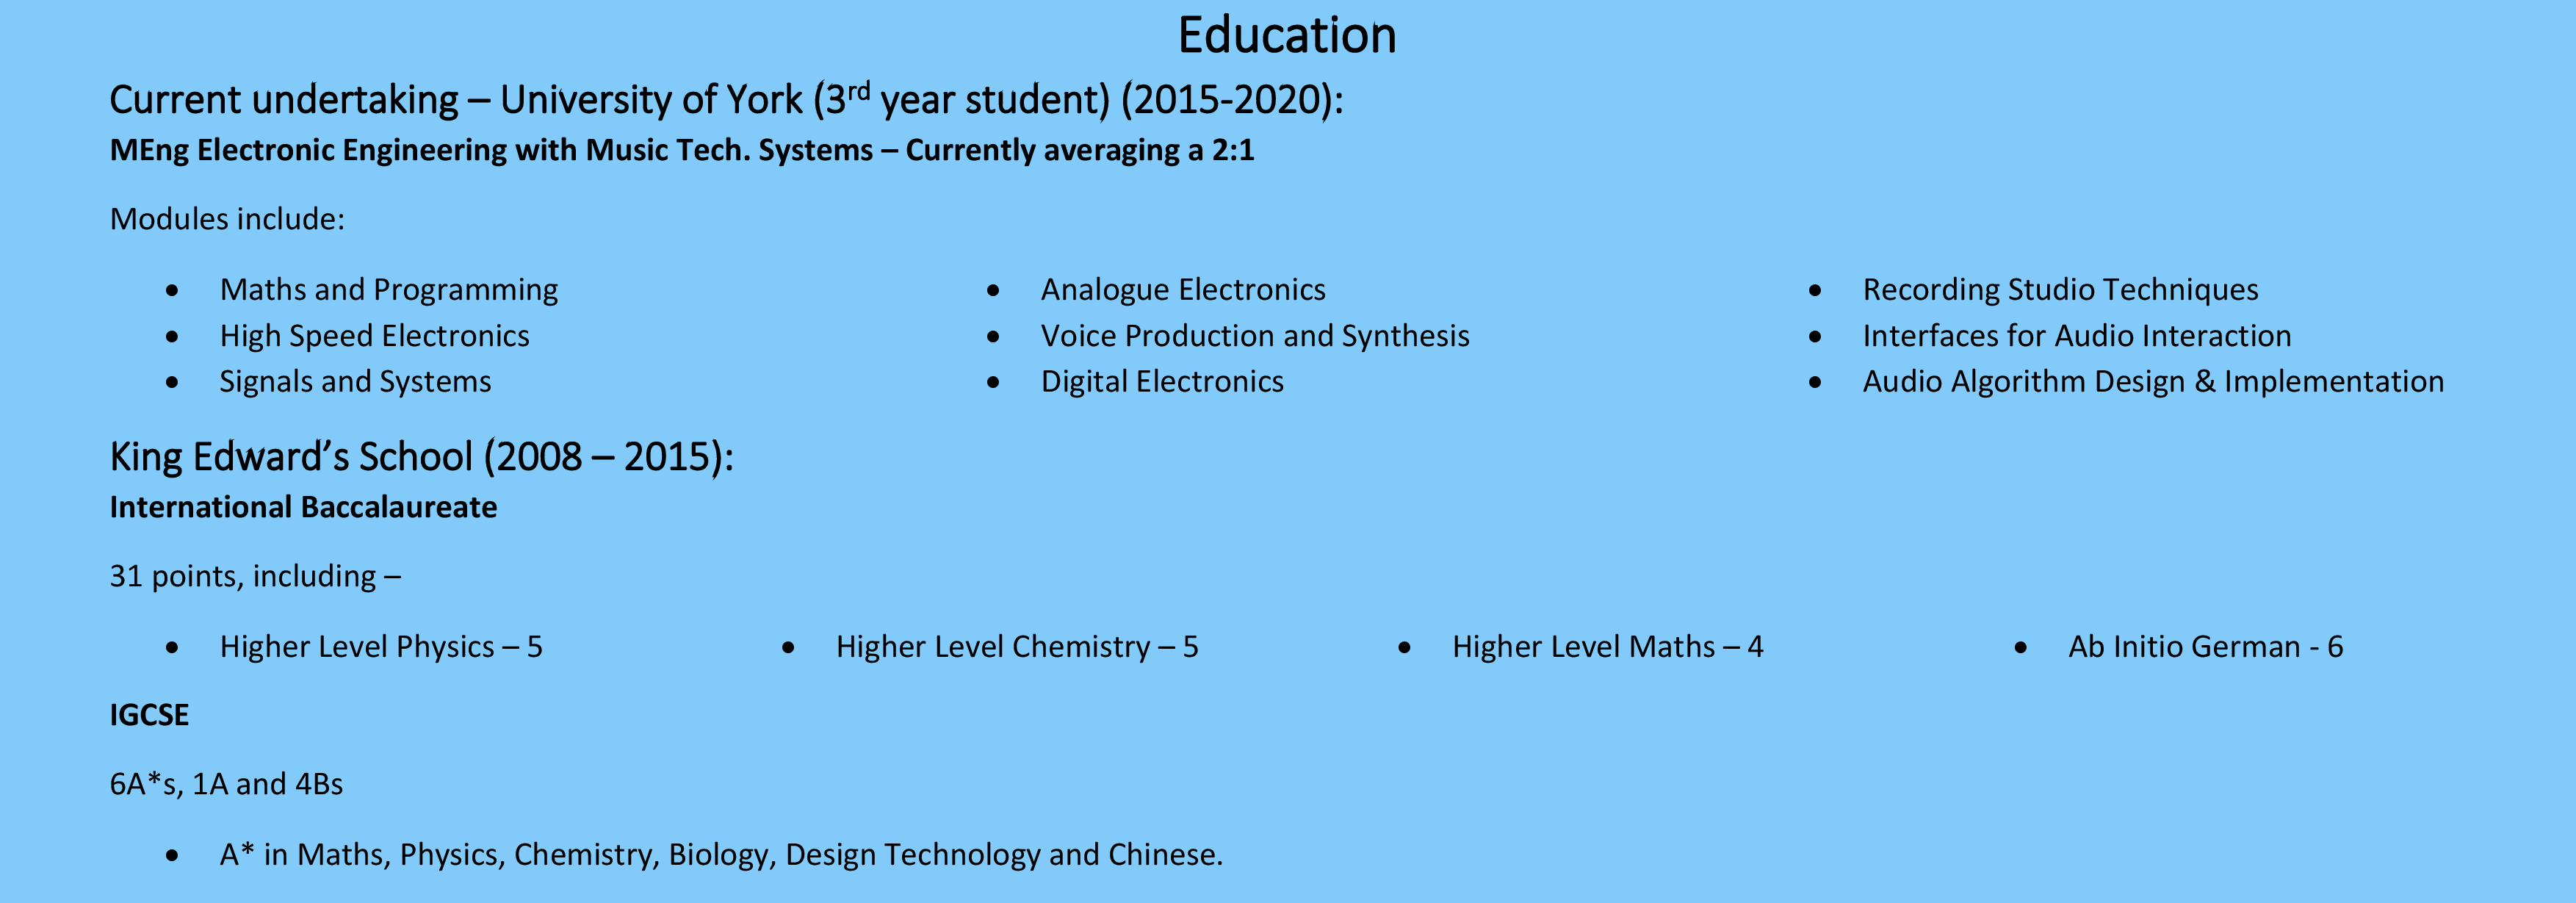 Education
Current undertaking – University of York (3rd year student) (2015-2020):
MEng Electronic Engineering with Music Tech. Systems – Currently averaging a 2:1
Modules include:
• Maths and Programming
• High Speed Electronics
• Signals and Systems
• Analogue Electronics
• Voice Production and Synthesis
• Digital Electronics
• Recording Studio Techniques
• Interfaces for Audio Interaction
• Audio Algorithm Design & Implementation
King Edward’s School (2008 – 2015):
International Baccalaureate
31 points, including –
• Higher Level Physics – 5
• Higher Level Chemistry – 5
• Higher Level Maths – 4
• Ab Initio German - 6
IGCSE
6A*s, 1A and 4Bs
• A* in Maths, Physics, Chemistry, Biology, Design Technology and Chinese.